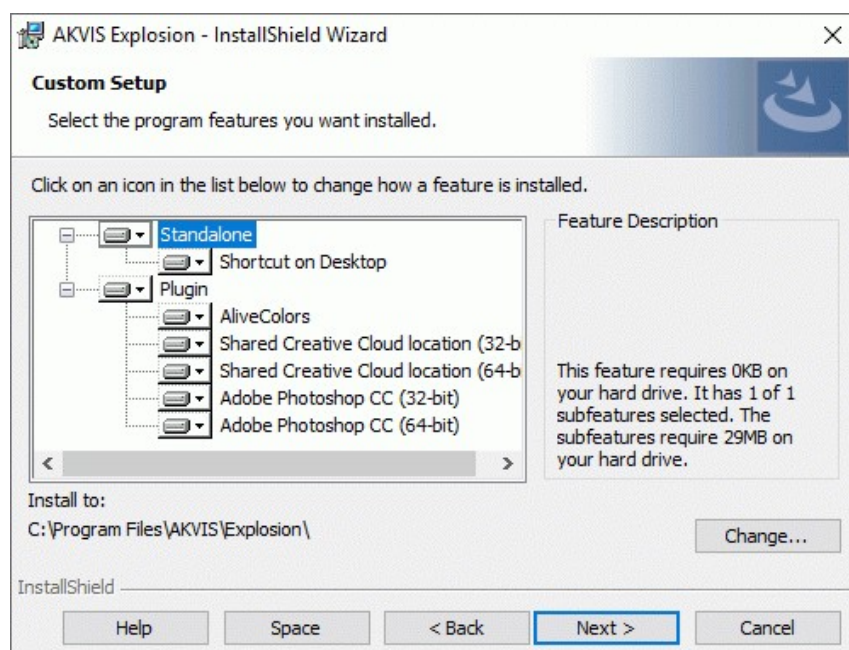 AKVIS Explosion - InstallShield Wizard
Custom Setup
Select the program features you want installed.
Click on an icon in the list below to change how a feature is installed.
Standalone
Shortcut on Desktop
Plugin
AliveColors
Shared Creative Cloud location (32-b
Shared Creative Cloud location (64-b
Adobe Photoshop CC (32-bit)
Adobe Photoshop CC (64-bit)
Feature Description
This feature requires 0KB on
your hard drive. It has 1 of 1
subfeatures selected. The
subfeatures require 29MB on
your hard drive.
Install to:
C:\Program Files\AKVIS\Explosion\
Change...
InstallShield
Help
Space
< Back
Next >
Cancel